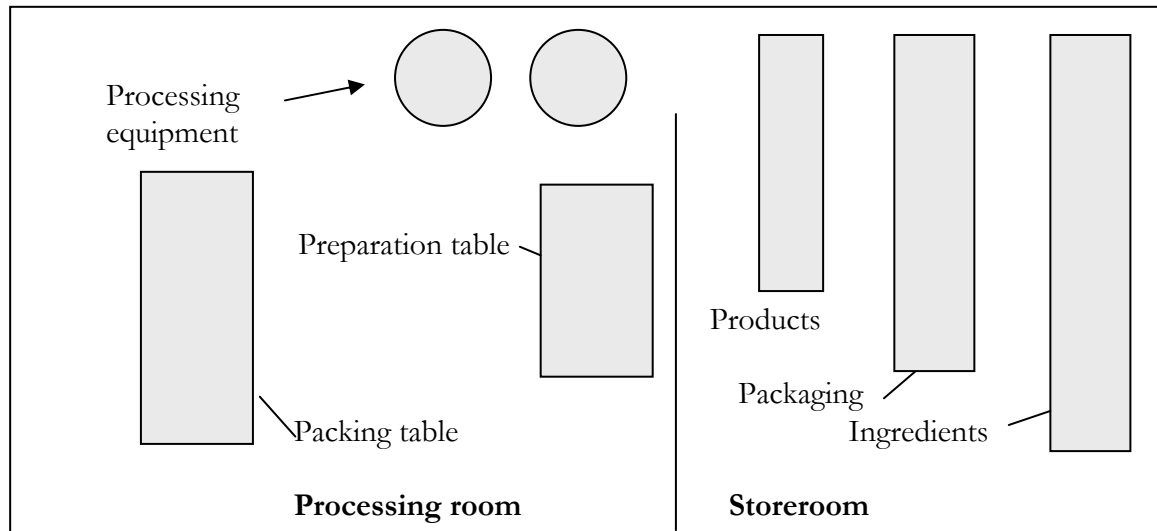 Processing
equipment
Preparation table
Products
Packaging
Ingredients
Packing table
Processing room
Storeroom